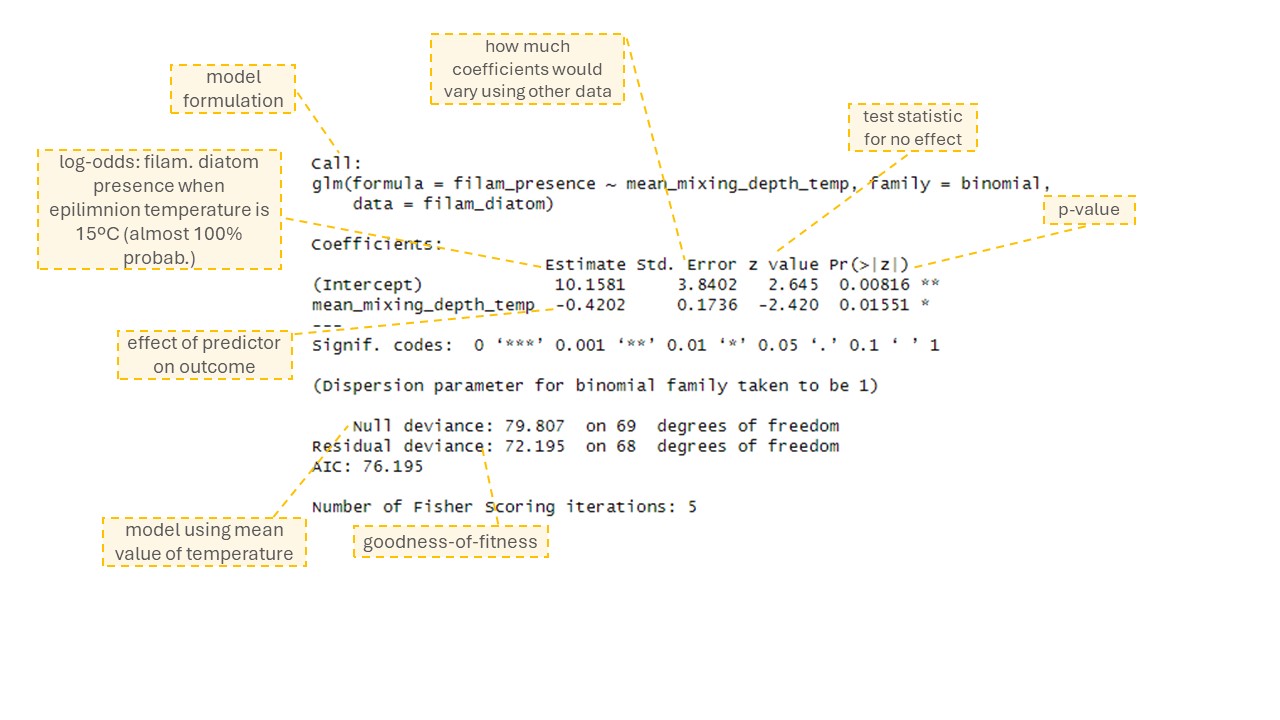 how much
coefficients would
vary using other data
model
formulation
test statistic
for no effect
log-odds: filam. diatom
presence when
epilimnion temperature is
15ºC (almost 100%
probab.)
p-value
Call:
glm(formula = filam_presence ~ mean_mixing_depth_temp, family = binomial,
data = filam_diatom)
Coefficients:
Estimate Std. Error z value Pr(>|z|)
(Intercept) 10.1581 3.8402 2.645 0.00816 **
mean_mixing_depth_temp -0.4202 0.1736 -2.420 0.01551 *
---
Signif. codes: 0 ‘***’ 0.001 ‘**’ 0.01 ‘*’ 0.05 ‘.’ 0.1 ‘ ’ 1
effect of predictor
on outcome
(Dispersion parameter for binomial family taken to be 1)
Null deviance: 79.807 on 69 degrees of freedom
Residual deviance: 72.195 on 68 degrees of freedom
AIC: 76.195
Number of Fisher Scoring iterations: 5
model using mean
value of temperature
goodness-of-fitness